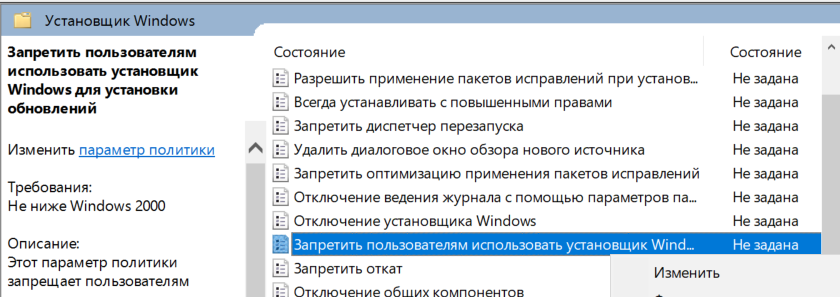 Установщик Windows
Запретить пользователям
использовать установщик
Windows для установки
обновлений
Изменить параметр политики
Требования:
Не ниже Windows 2000
Описание:
Этот параметр политики
запрещает пользователям
Состояние Состояние
Разрешить применение пакетов исправлений при установ... Не задана
Всегда устанавливать с повышенными правами Не задана
Запретить диспетчер перезапуска Не задана
Удалить диалоговое окно обзора нового источника Не задана
Запретить оптимизацию применения пакетов исправлений Не задана
Отключение ведения журнала с помощью параметров па... Не задана
Отключение установщика Windows Не задана
Запретить пользователям использовать установщик Wind... Не задана
Запретить откат
Отключение общих компонентов
Изменить